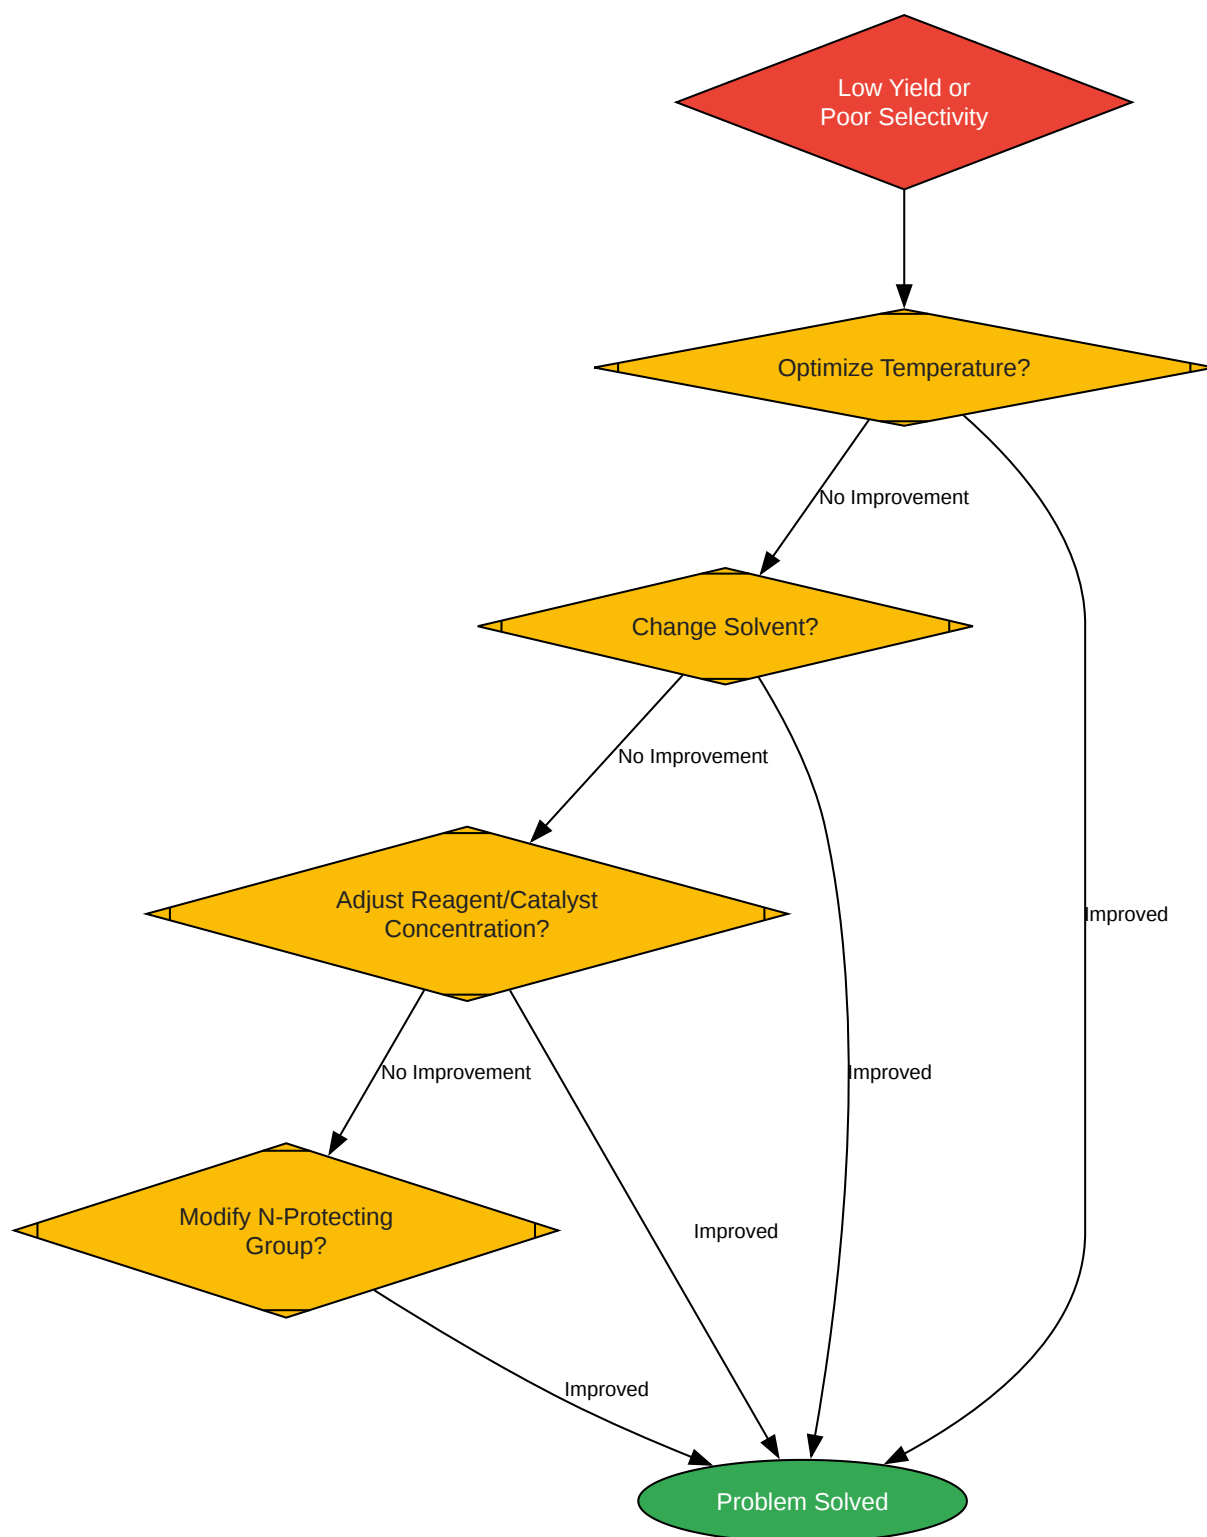 Low Yield or
Poor Selectivity
Optimize Temperature?
No Improvement
Change Solvent?
No Improvement
Adjust Reagent/Catalyst
Concentration?
Improved
No Improvement
Improved
Modify N-Protecting
Group?
Improved
Improved
Problem Solved